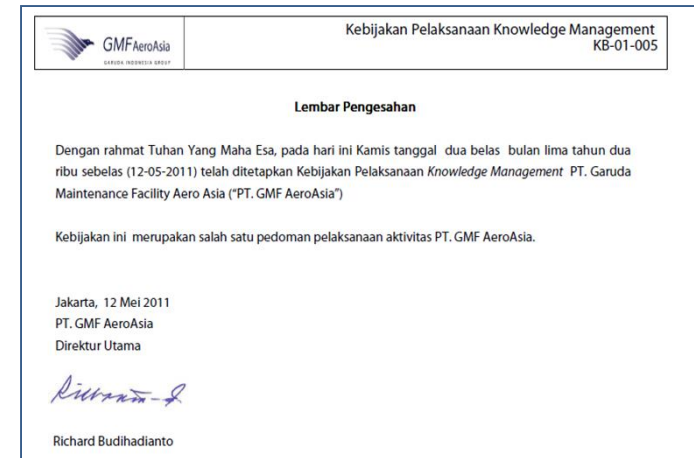 GMF AeroAsia
GARUDA INDONESIA GROUP
Kebijakan Pelaksanaan Knowledge Management
KB-01-005
Lembar Pengesahan
Dengan rahmat Tuhan Yang Maha Esa, pada hari ini Kamis tanggal dua belas bulan lima tahun dua
ribu sebelas (12-05-2011) telah ditetapkan Kebijakan Pelaksanaan Knowledge Management PT. Garuda
Maintenance Facility Aero Asia ("PT. GMF AeroAsia")
Kebijakan ini merupakan salah satu pedoman pelaksanaan aktivitas PT. GMF AeroAsia.
Jakarta, 12 Mei 2011
PT. GMF AeroAsia
Direktur Utama
Richard Budihadianto